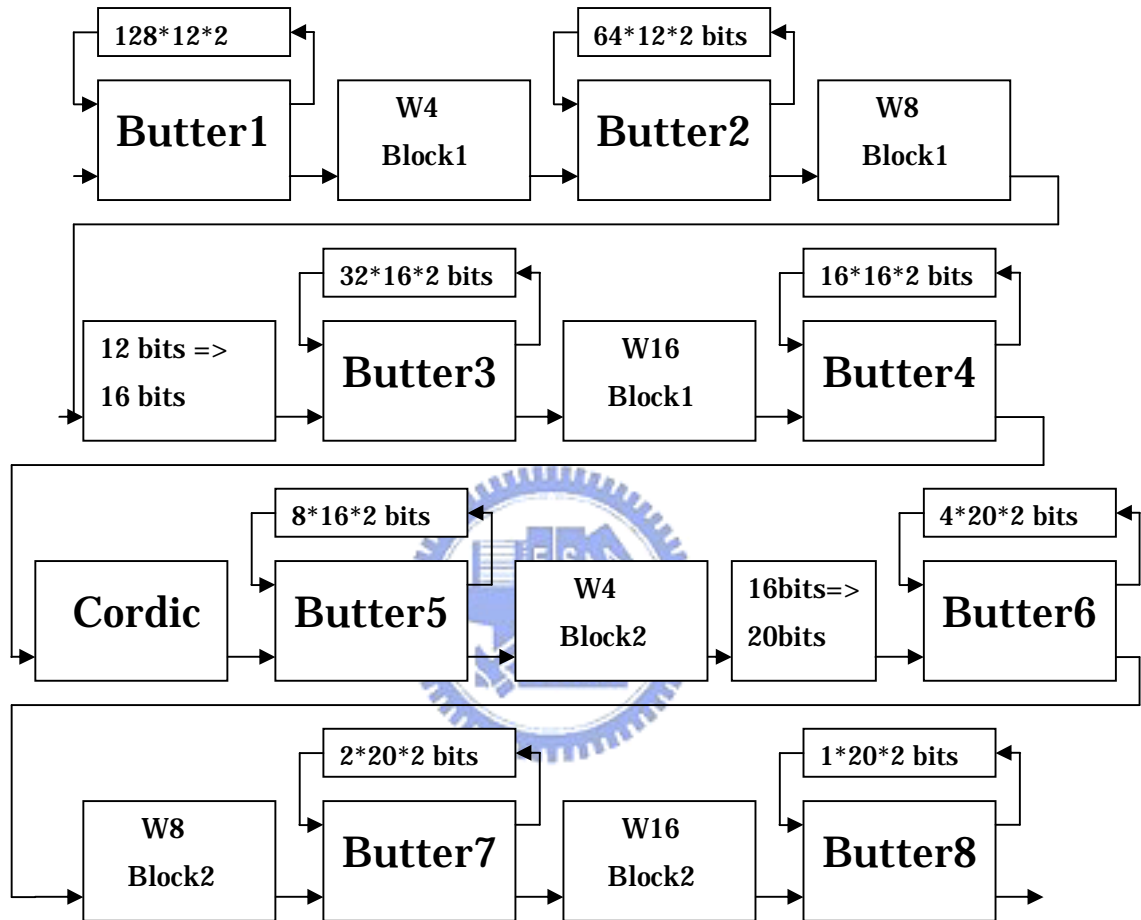 128*12*2
64*12*2 bits
Butter1
W4
Block1
Butter2
W8
Block1
32*16*2 bits
16*16*2 bits
12 bits =>
16 bits
Butter3
W16
Block1
Butter4
8*16*2 bits
4*20*2 bits
Cordic
Butter5
W4
Block2
16bits=>
20bits
Butter6
2*20*2 bits
1*20*2 bits
W8
Block2
Butter7
W16
Block2
Butter8